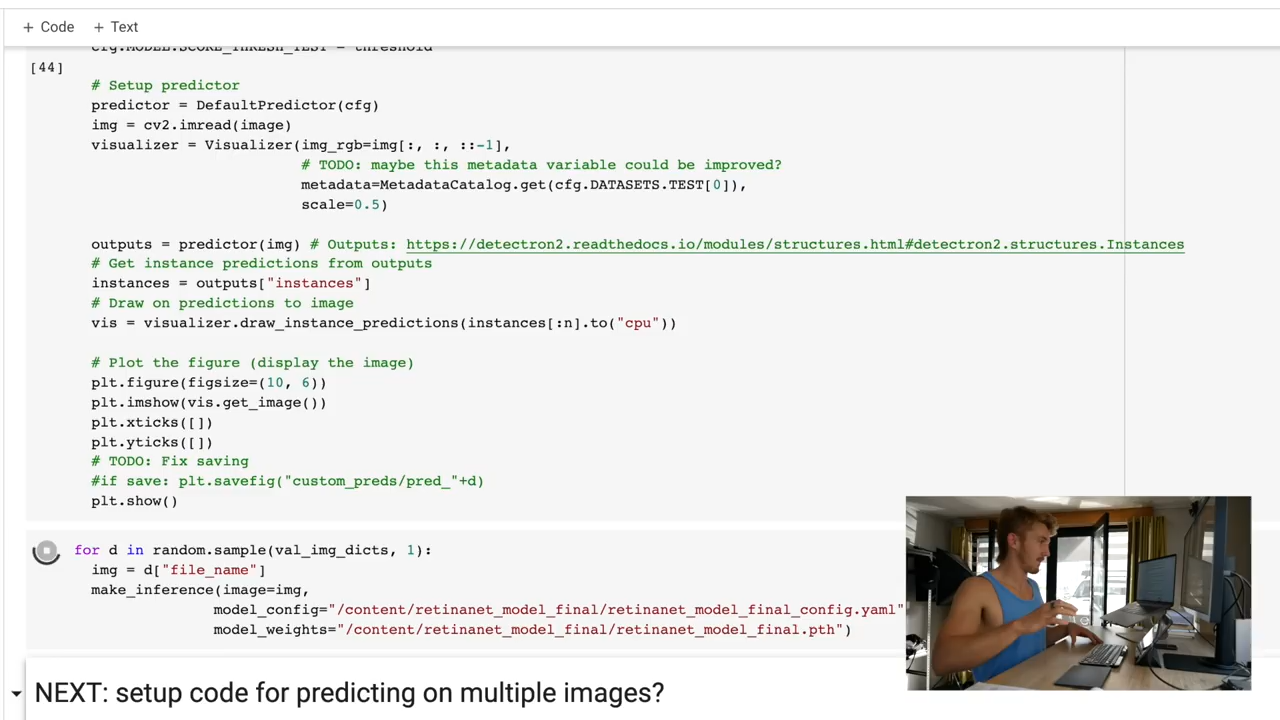 + Code + Text
cfg.MODEL.SCORE_THRESH_TEST = threshold
[44]
# Setup predictor
predictor = DefaultPredictor(cfg)
img = cv2.imread(image)
visualizer = Visualizer(img_rgb=img[:, :, ::-1],
# TODO: maybe this metadata variable could be improved?
metadata=MetadataCatalog.get(cfg.DATASETS.TEST[0]),
scale=0.5)
outputs = predictor(img) # Outputs: https://detectron2.readthedocs.io/modules/structures.html#detectron2.structures.Instances
# Get instance predictions from outputs
instances = outputs["instances"]
# Draw on predictions to image
vis = visualizer.draw_instance_predictions(instances[:n].to("cpu"))
# Plot the figure (display the image)
plt.figure(figsize=(10, 6))
plt.imshow(vis.get_image())
plt.xticks([])
plt.yticks([])
# TODO: Fix saving
#if save: plt.savefig("custom_preds/pred_"+d)
plt.show()
for d in random.sample(val_img_dicts, 1):
img = d["file_name"]
make_inference(image=img,
model_config="/content/retinanet_model_final/retinanet_model_final_config.yaml"
model_weights="/content/retinanet_model_final/retinanet_model_final.pth")
NEXT: setup code for predicting on multiple images?